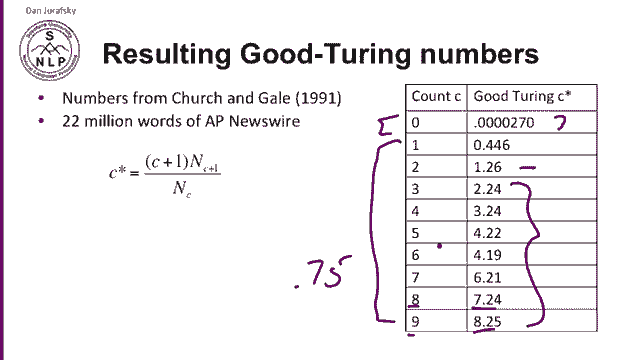 Dan Jurafsky
S
NLP
Resulting Good-Turing numbers
• Numbers from Church and Gale (1991)
• 22 million words of AP Newswire
c* = (c+1)N_{c+1} / N_c
Count c Good Turing c*
0 .0000270
1 0.446
2 1.26
3 2.24
4 3.24
5 4.22
6 4.19
7 6.21
8 7.24
9 8.25
.75